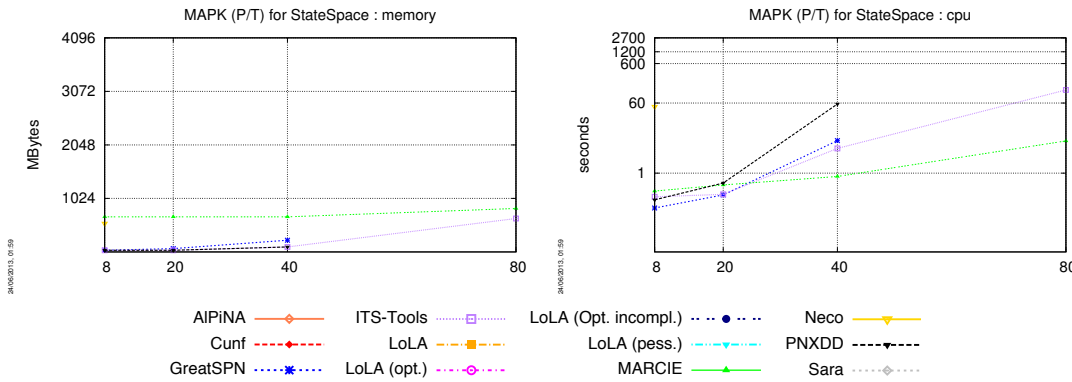 MAPK (P/T) for StateSpace : memory
4096
3072
2048
1024
MBytes
8
20
40
80
24/06/2013, 01:59
MAPK (P/T) for StateSpace : cpu
2700
1200
600
60
1
seconds
8
20
40
80
24/06/2013, 01:59
AlPiNA
Cunf
GreatSPN
ITS-Tools
LoLA
LoLA (opt.)
LoLA (Opt. incompl.)
LoLA (pess.)
MARCIE
Neco
PNXDD
Sara